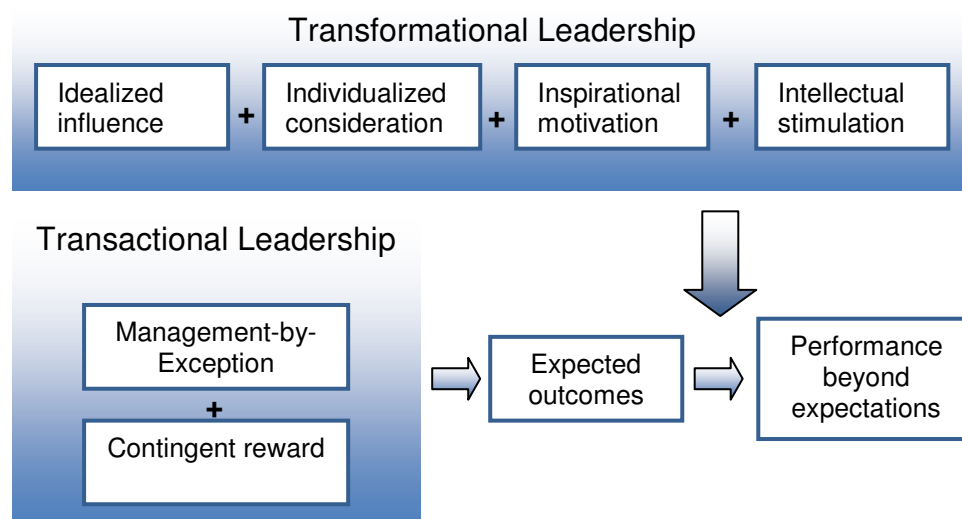 Transformational Leadership
Idealized
influence
+
Individualized
consideration
+
Inspirational
motivation
+
Intellectual
stimulation
Transactional Leadership
Management-by-
Exception
+
Contingent reward
Expected
outcomes
Performance
beyond
expectations